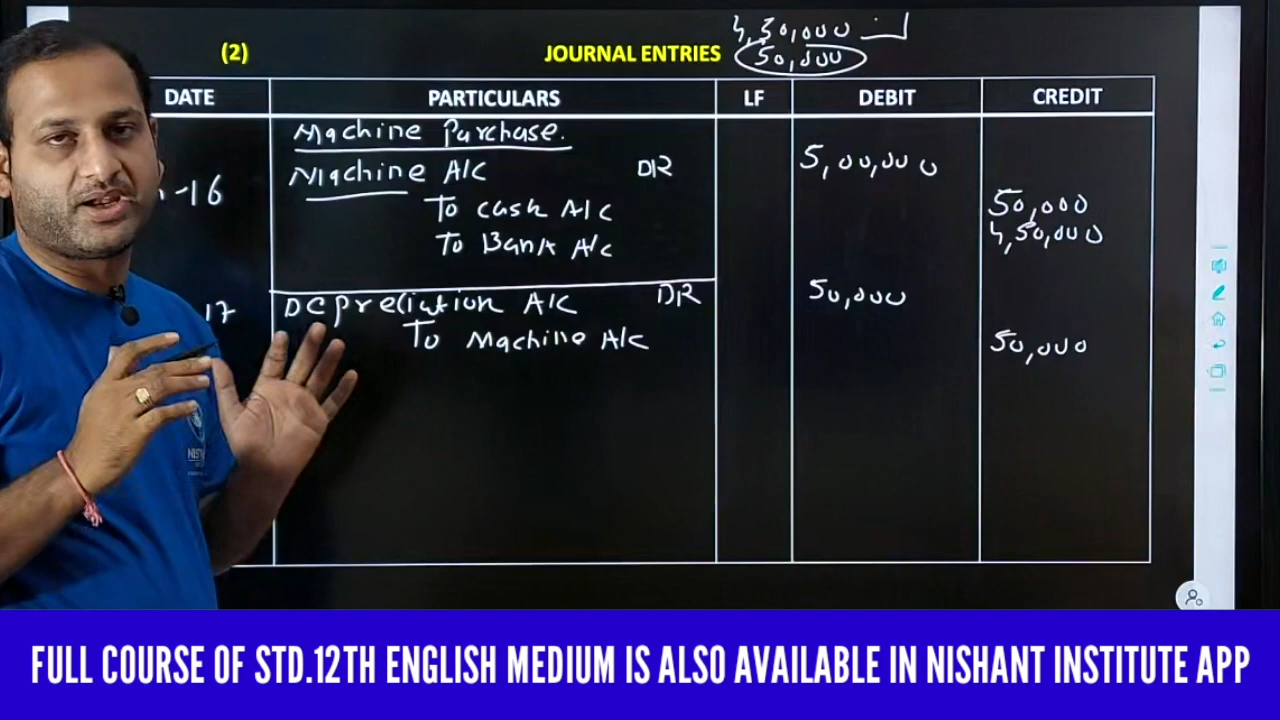 4,50,000
(2)
JOURNAL ENTRIES
50,000
DATE PARTICULARS LF DEBIT CREDIT
Machine Purchase.
Machine A/C DR 5,00,000
-16
To Cash A/C 50,000
To Bank A/c 4,50,000
17 Depreciation A/C DR 50,000
To Machine A/C 50,000
FULL COURSE OF STD.12TH ENGLISH MEDIUM IS ALSO AVAILABLE IN NISHANT INSTITUTE APP